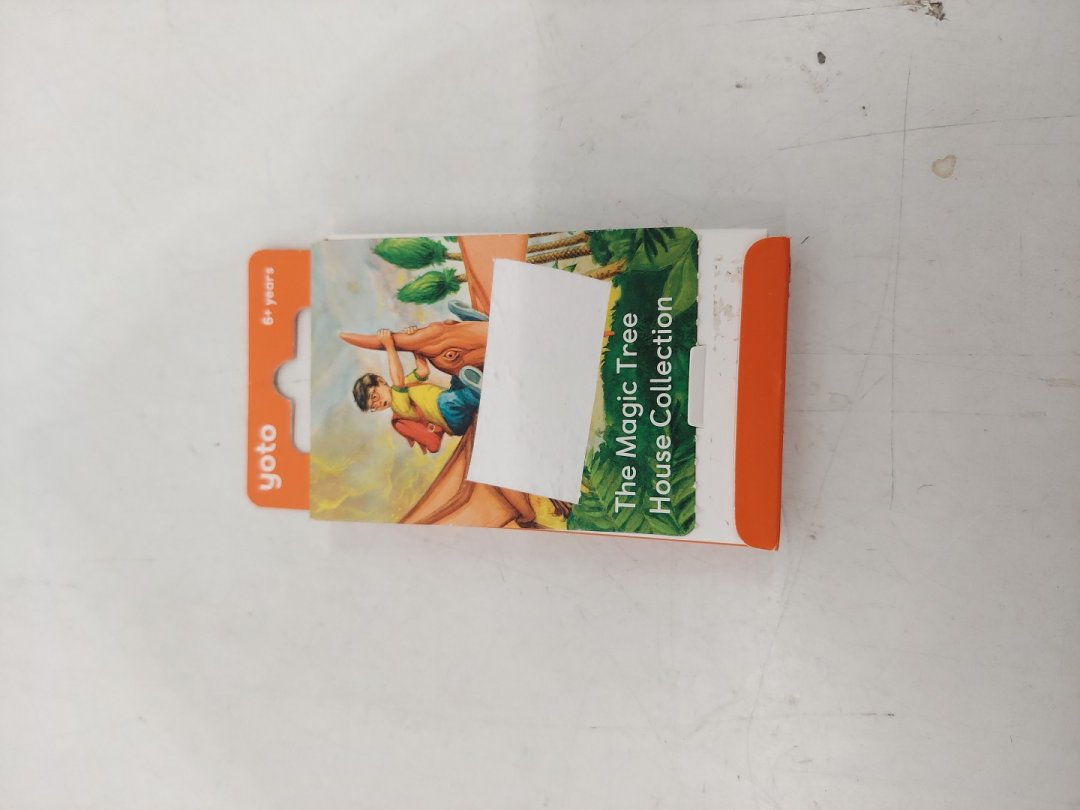 yoto
6+ years
The Magic Tree
House Collection